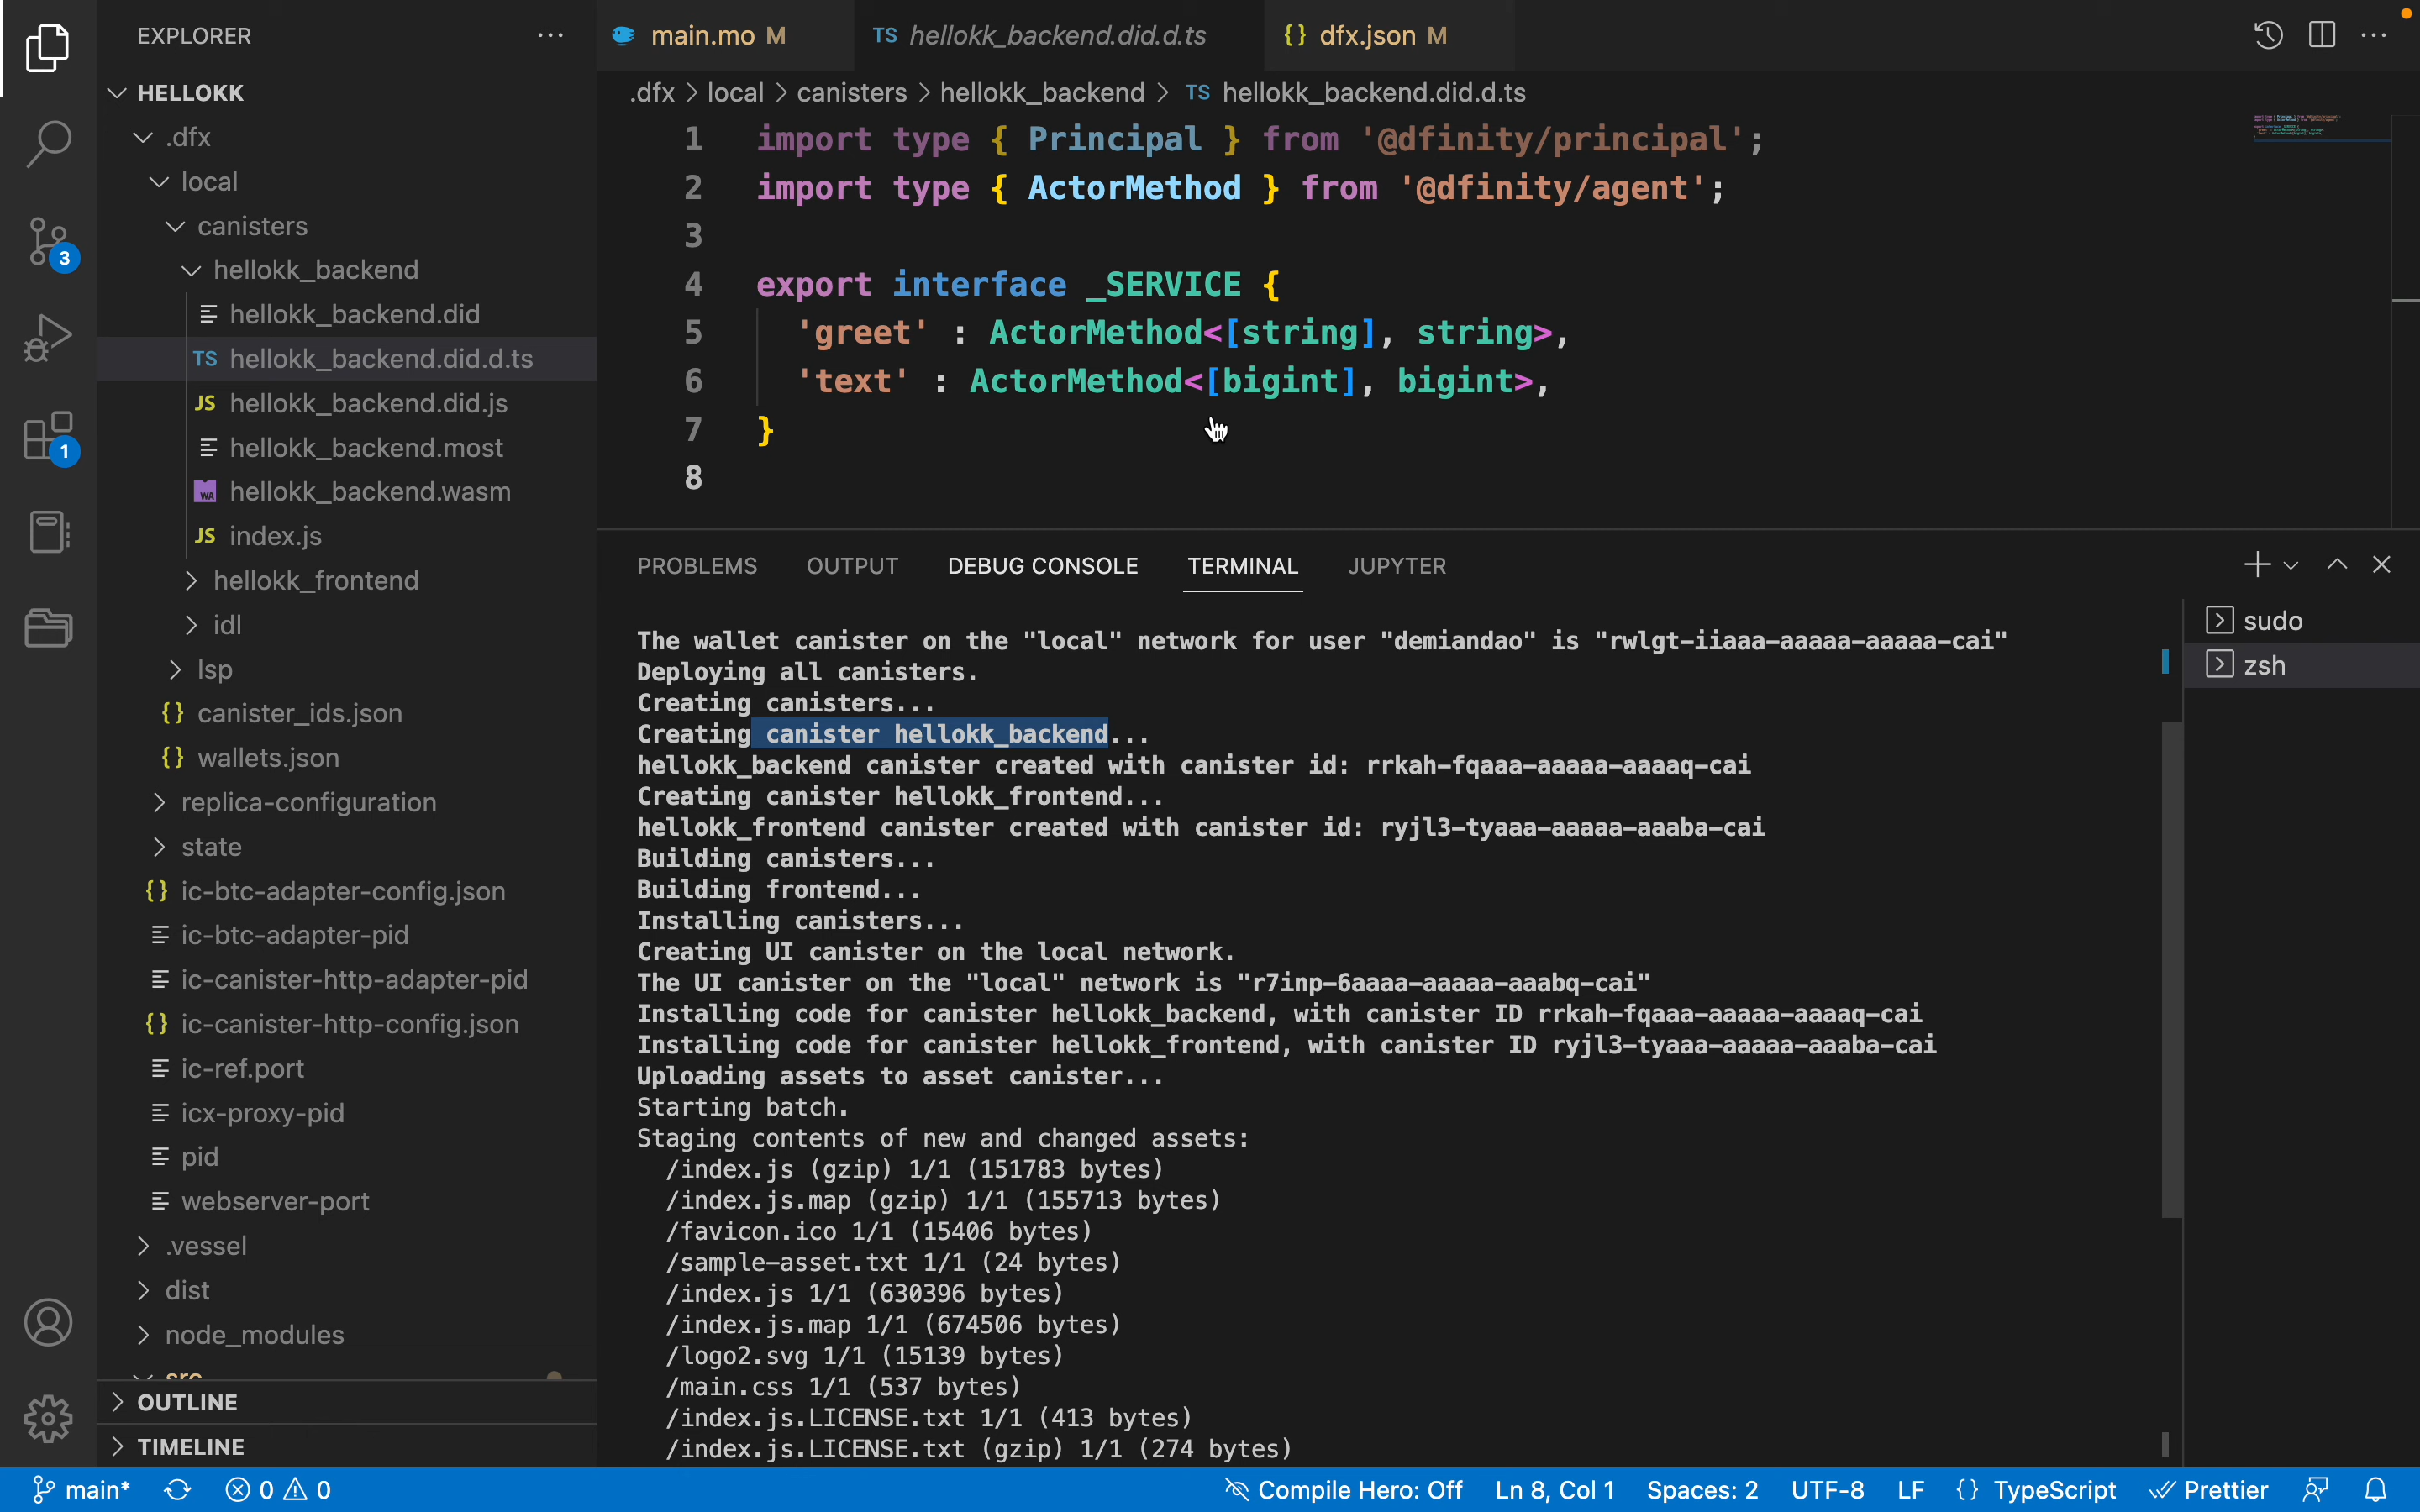 EXPLORER
HELLOKK
.dfx
local
canisters
hellokk_backend
hellokk_backend.did
TS hellokk_backend.did.d.ts
JS hellokk_backend.did.js
hellokk_backend.most
WA hellokk_backend.wasm
JS index.js
hellokk_frontend
idl
lsp
{} canister_ids.json
{} wallets.json
replica-configuration
state
{} ic-btc-adapter-config.json
ic-btc-adapter-pid
ic-canister-http-adapter-pid
{} ic-canister-http-config.json
ic-ref.port
icx-proxy-pid
pid
webserver-port
.vessel
dist
node_modules
src
OUTLINE
TIMELINE
3
1
main.mo M
TS hellokk_backend.did.d.ts
{} dfx.json M
.dfx > local > canisters > hellokk_backend > TS hellokk_backend.did.d.ts
1 import type { Principal } from '@dfinity/principal';
2 import type { ActorMethod } from '@dfinity/agent';
3
4 export interface _SERVICE {
5 'greet' : ActorMethod<[string], string>,
6 'text' : ActorMethod<[bigint], bigint>,
7 }
8
PROBLEMS OUTPUT DEBUG CONSOLE TERMINAL JUPYTER
The wallet canister on the "local" network for user "demiandao" is "rwlgt-iiaaa-aaaaa-aaaaa-cai"
Deploying all canisters.
Creating canisters...
Creating canister hellokk_backend...
hellokk_backend canister created with canister id: rrkah-fqaaa-aaaaa-aaaaq-cai
Creating canister hellokk_frontend...
hellokk_frontend canister created with canister id: ryjl3-tyaaa-aaaaa-aaaba-cai
Building canisters...
Building frontend...
Installing canisters...
Creating UI canister on the local network.
The UI canister on the "local" network is "r7inp-6aaaa-aaaaa-aaabq-cai"
Installing code for canister hellokk_backend, with canister ID rrkah-fqaaa-aaaaa-aaaaq-cai
Installing code for canister hellokk_frontend, with canister ID ryjl3-tyaaa-aaaaa-aaaba-cai
Uploading assets to asset canister...
Starting batch.
Staging contents of new and changed assets:
/index.js (gzip) 1/1 (151783 bytes)
/index.js.map (gzip) 1/1 (155713 bytes)
/favicon.ico 1/1 (15406 bytes)
/sample-asset.txt 1/1 (24 bytes)
/index.js 1/1 (630396 bytes)
/index.js.map 1/1 (674506 bytes)
/logo2.svg 1/1 (15139 bytes)
/main.css 1/1 (537 bytes)
/index.js.LICENSE.txt 1/1 (413 bytes)
/index.js.LICENSE.txt (gzip) 1/1 (274 bytes)
sudo
zsh
main* 0 0 Compile Hero: Off Ln 8, Col 1 Spaces: 2 UTF-8 LF {} TypeScript Prettier